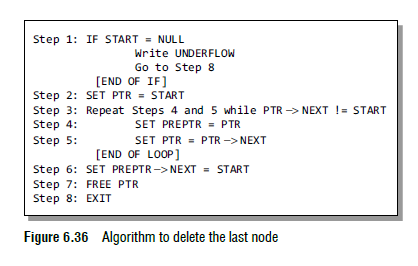 Step 1: IF START = NULL
Write UNDERFLOW
Go to Step 8
[END OF IF]
Step 2: SET PTR = START
Step 3: Repeat Steps 4 and 5 while PTR -> NEXT != START
Step 4: SET PREPTR = PTR
Step 5: SET PTR = PTR -> NEXT
[END OF LOOP]
Step 6: SET PREPTR -> NEXT = START
Step 7: FREE PTR
Step 8: EXIT
Figure 6.36 Algorithm to delete the last node